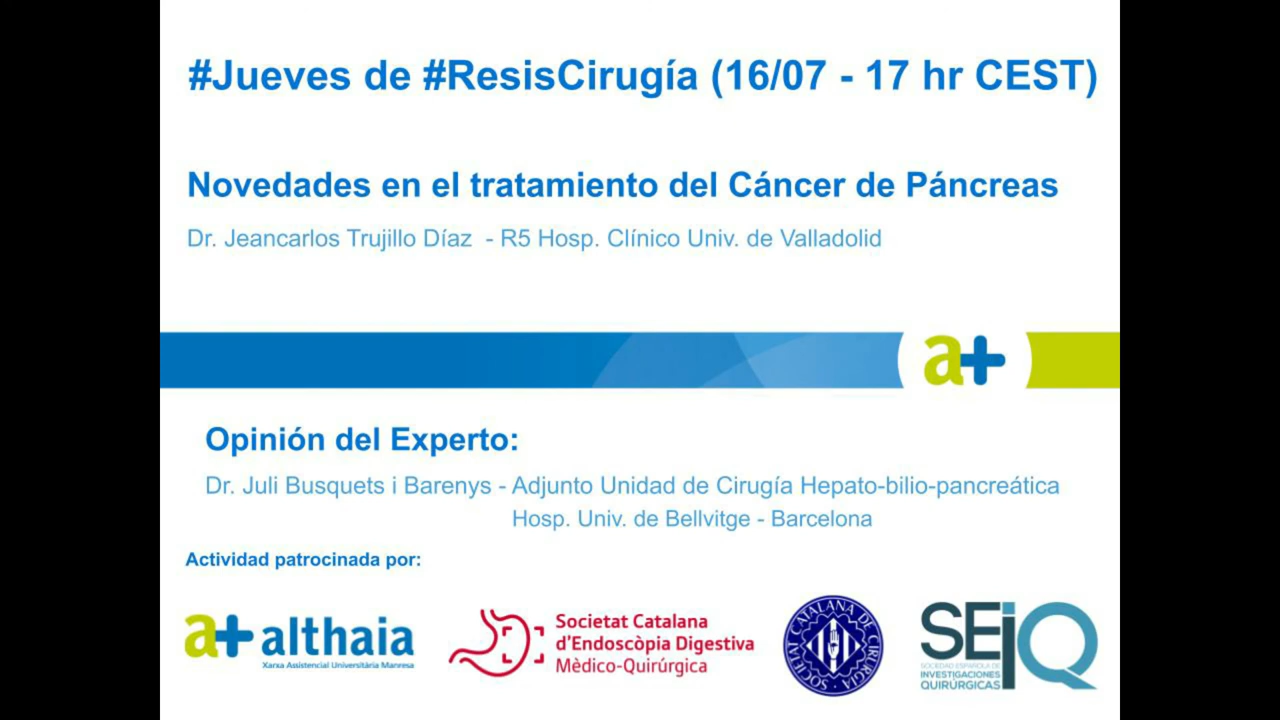 #Jueves de #ResisCirugía (16/07 - 17 hr CEST)
Novedades en el tratamiento del Cáncer de Páncreas
Dr. Jeancarlos Trujillo Díaz - R5 Hosp. Clínico Univ. de Valladolid
a+
Opinión del Experto:
Dr. Juli Busquets i Barenys - Adjunto Unidad de Cirugía Hepato-bilio-pancreática
Hosp. Univ. de Bellvitge - Barcelona
Actividad patrocinada por:
a+ althaia
Xarxa Assistencial Universitària Manresa
Societat Catalana
d'Endoscòpia Digestiva
Mèdico-Quirúrgica
SOCIETAT CATALANA DE CIRURGIA
SEiQ
SOCIEDAD ESPAÑOLA DE
INVESTIGACIONES
QUIRÚRGICAS